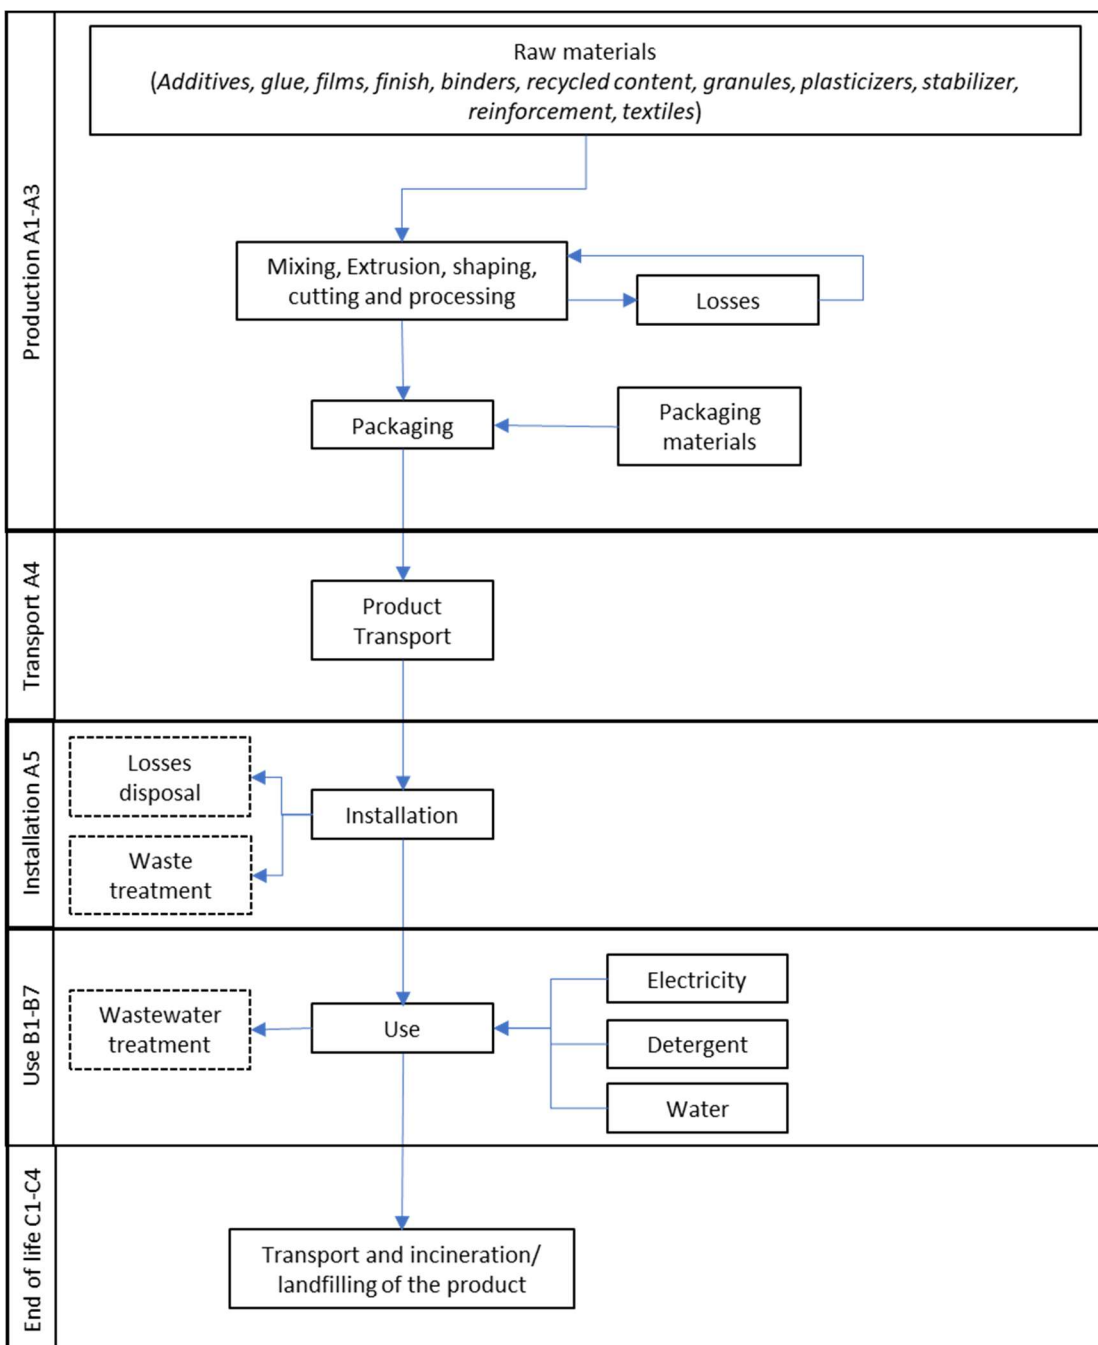 Production A1-A3
Raw materials
(Additives, glue, films, finish, binders, recycled content, granules, plasticizers, stabilizer,
reinforcement, textiles)
Mixing, Extrusion, shaping,
cutting and processing
Losses
Packaging
Packaging
materials
Transport A4
Product
Transport
Installation A5
Losses
disposal
Installation
Waste
treatment
Use B1-B7
Wastewater
treatment
Use
Electricity
Detergent
Water
End of life C1-C4
Transport and incineration/
landfilling of the product